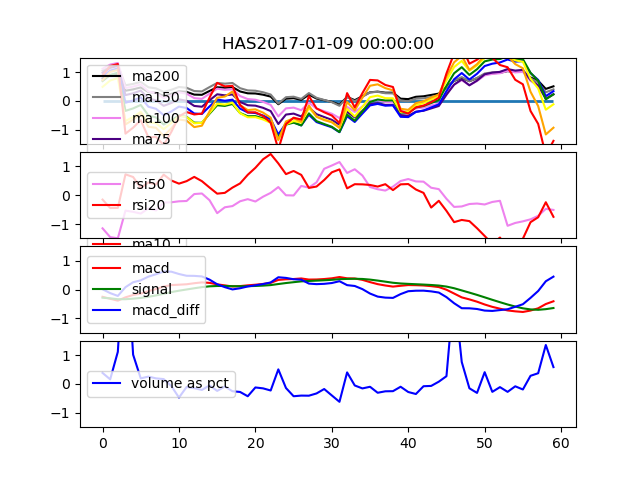 HAS2017-01-09 00:00:00
1
0
−1
ma200
ma150
ma100
ma75
1
0
−1
rsi50
rsi20
ma10
1
0
−1
macd
signal
macd_diff
1
0
−1
volume as pct
0 10 20 30 40 50 60